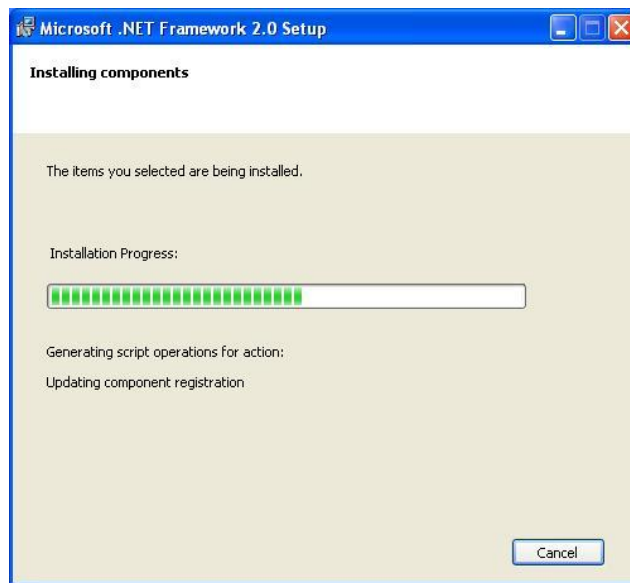 Microsoft .NET Framework 2.0 Setup
Installing components
The items you selected are being installed.
Installation Progress:
Generating script operations for action:
Updating component registration
Cancel